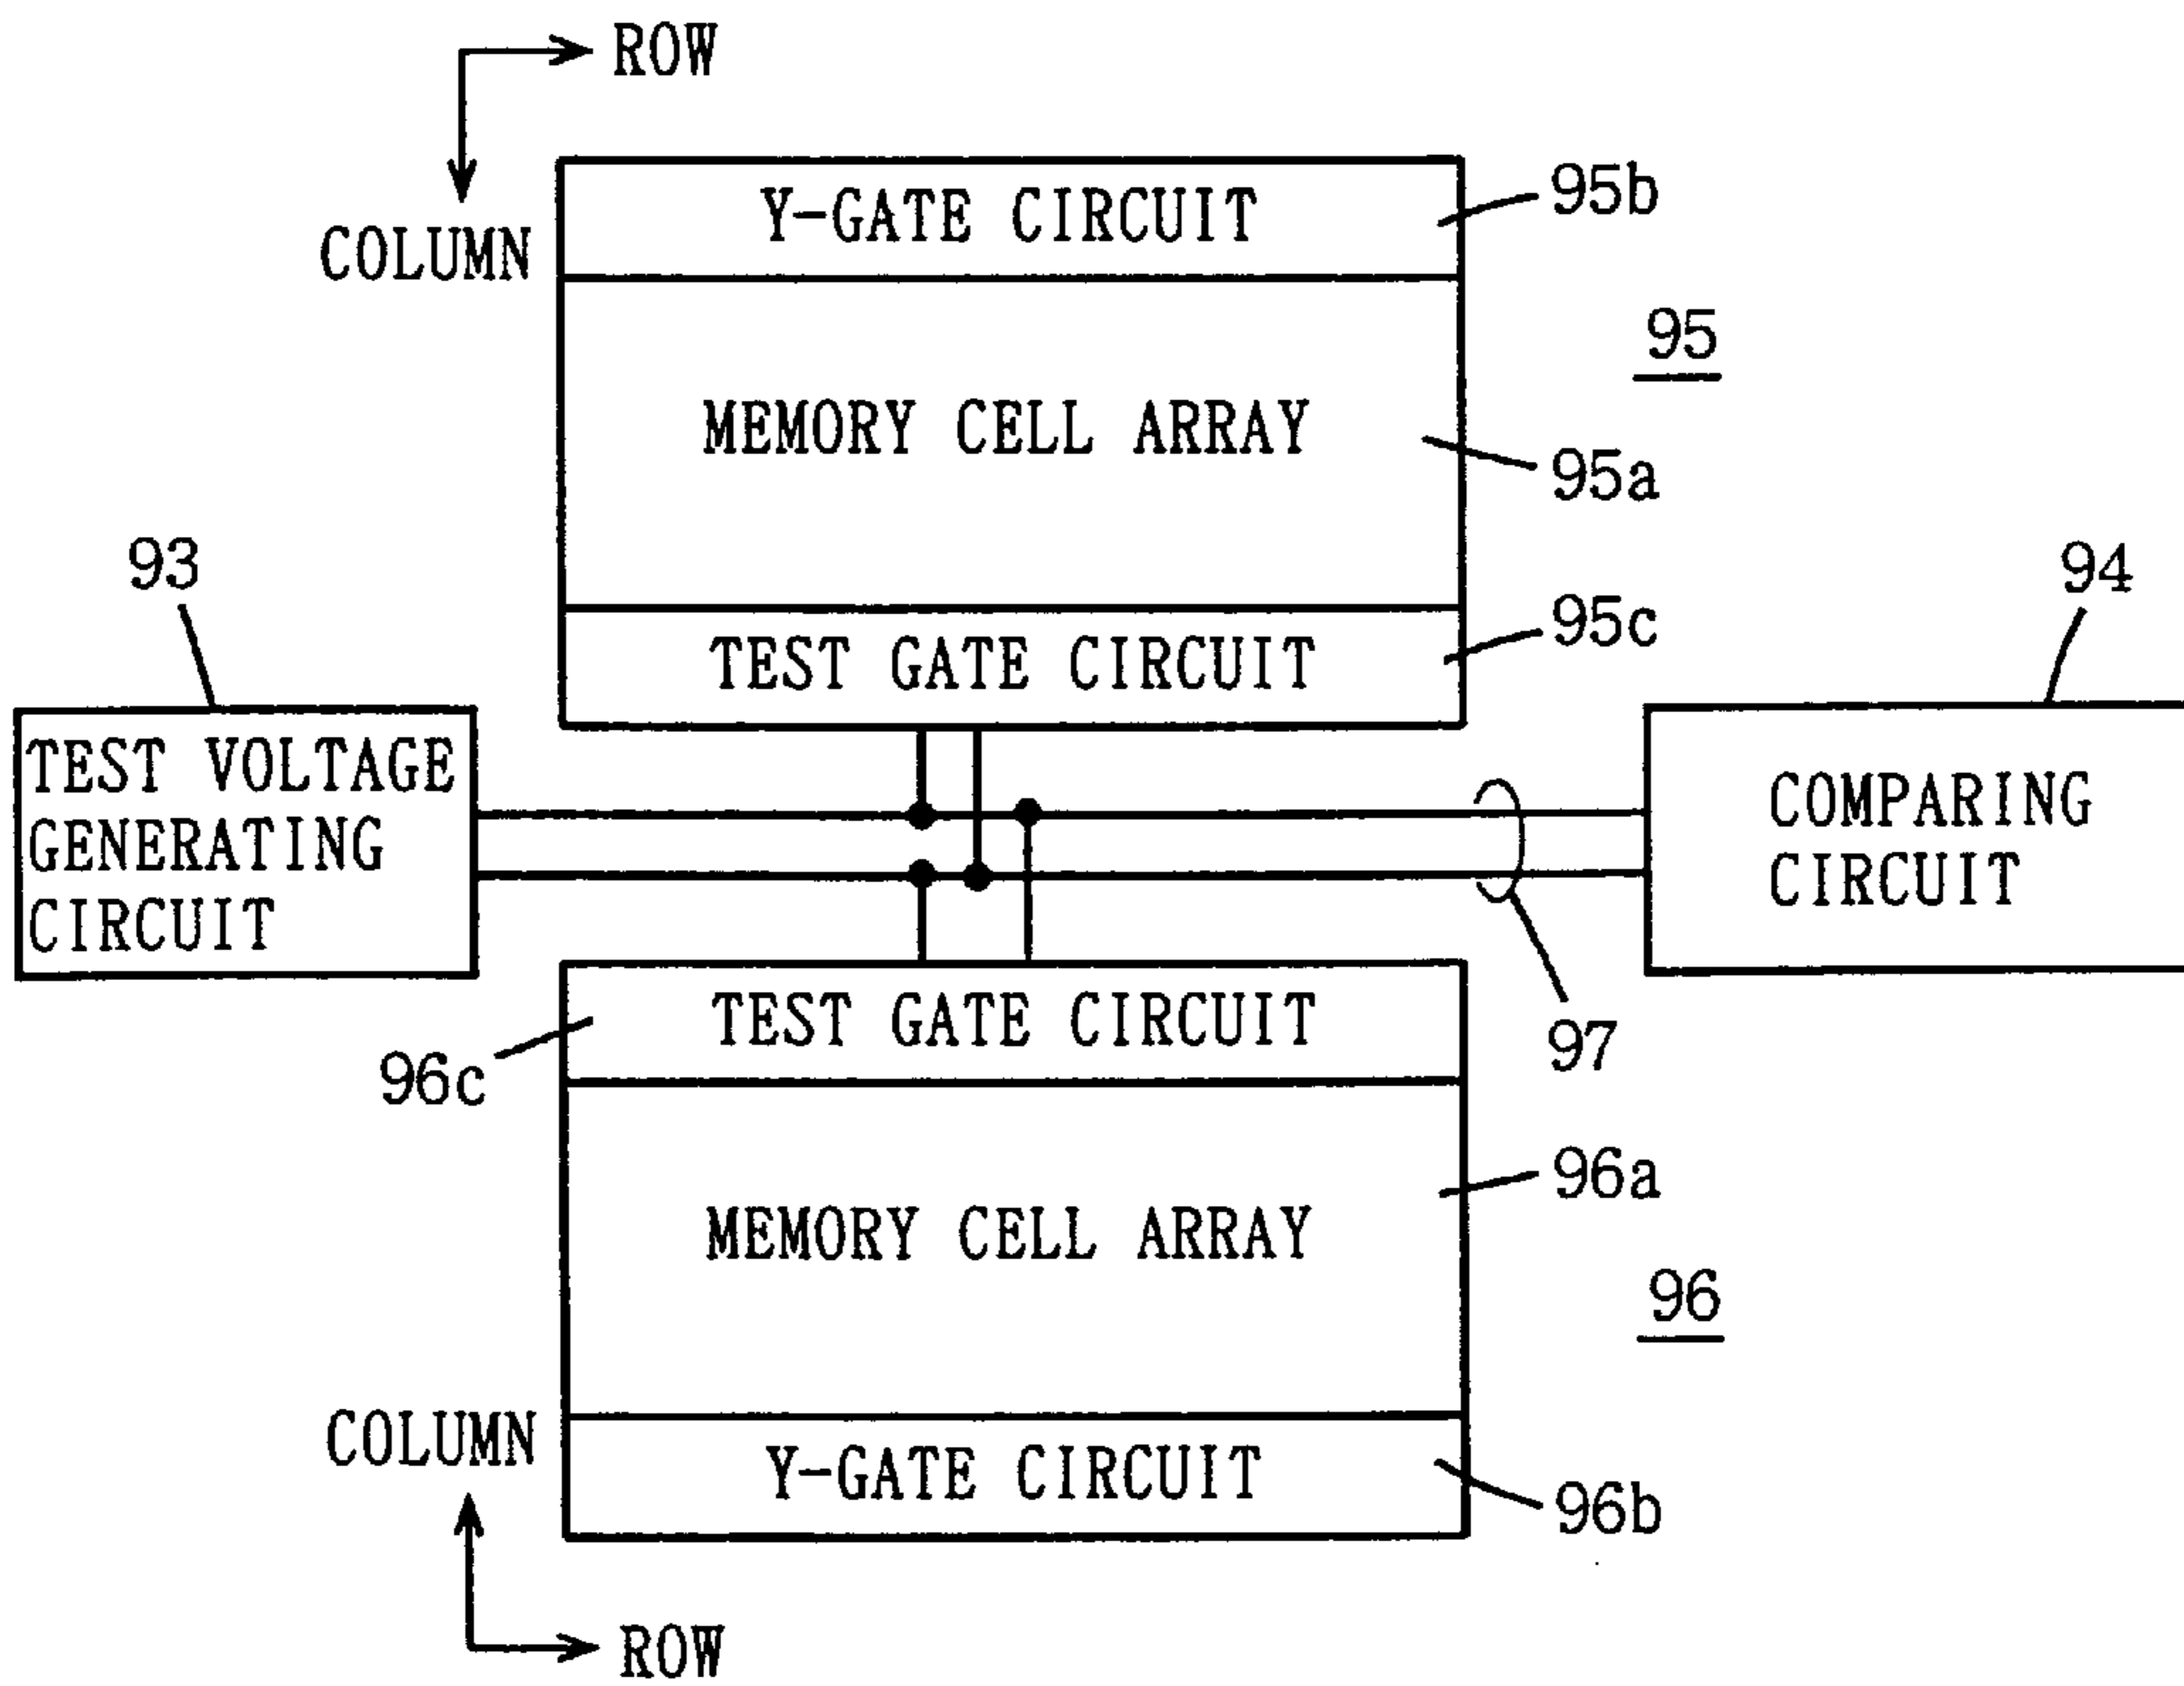 ROW
COLUMN
Y-GATE CIRCUIT
95b
95
MEMORY CELL ARRAY
95a
93
94
TEST GATE CIRCUIT
95c
TEST VOLTAGE
GENERATING
CIRCUIT
COMPARING
CIRCUIT
TEST GATE CIRCUIT
96c
97
96a
MEMORY CELL ARRAY
96
COLUMN
Y-GATE CIRCUIT
96b
ROW